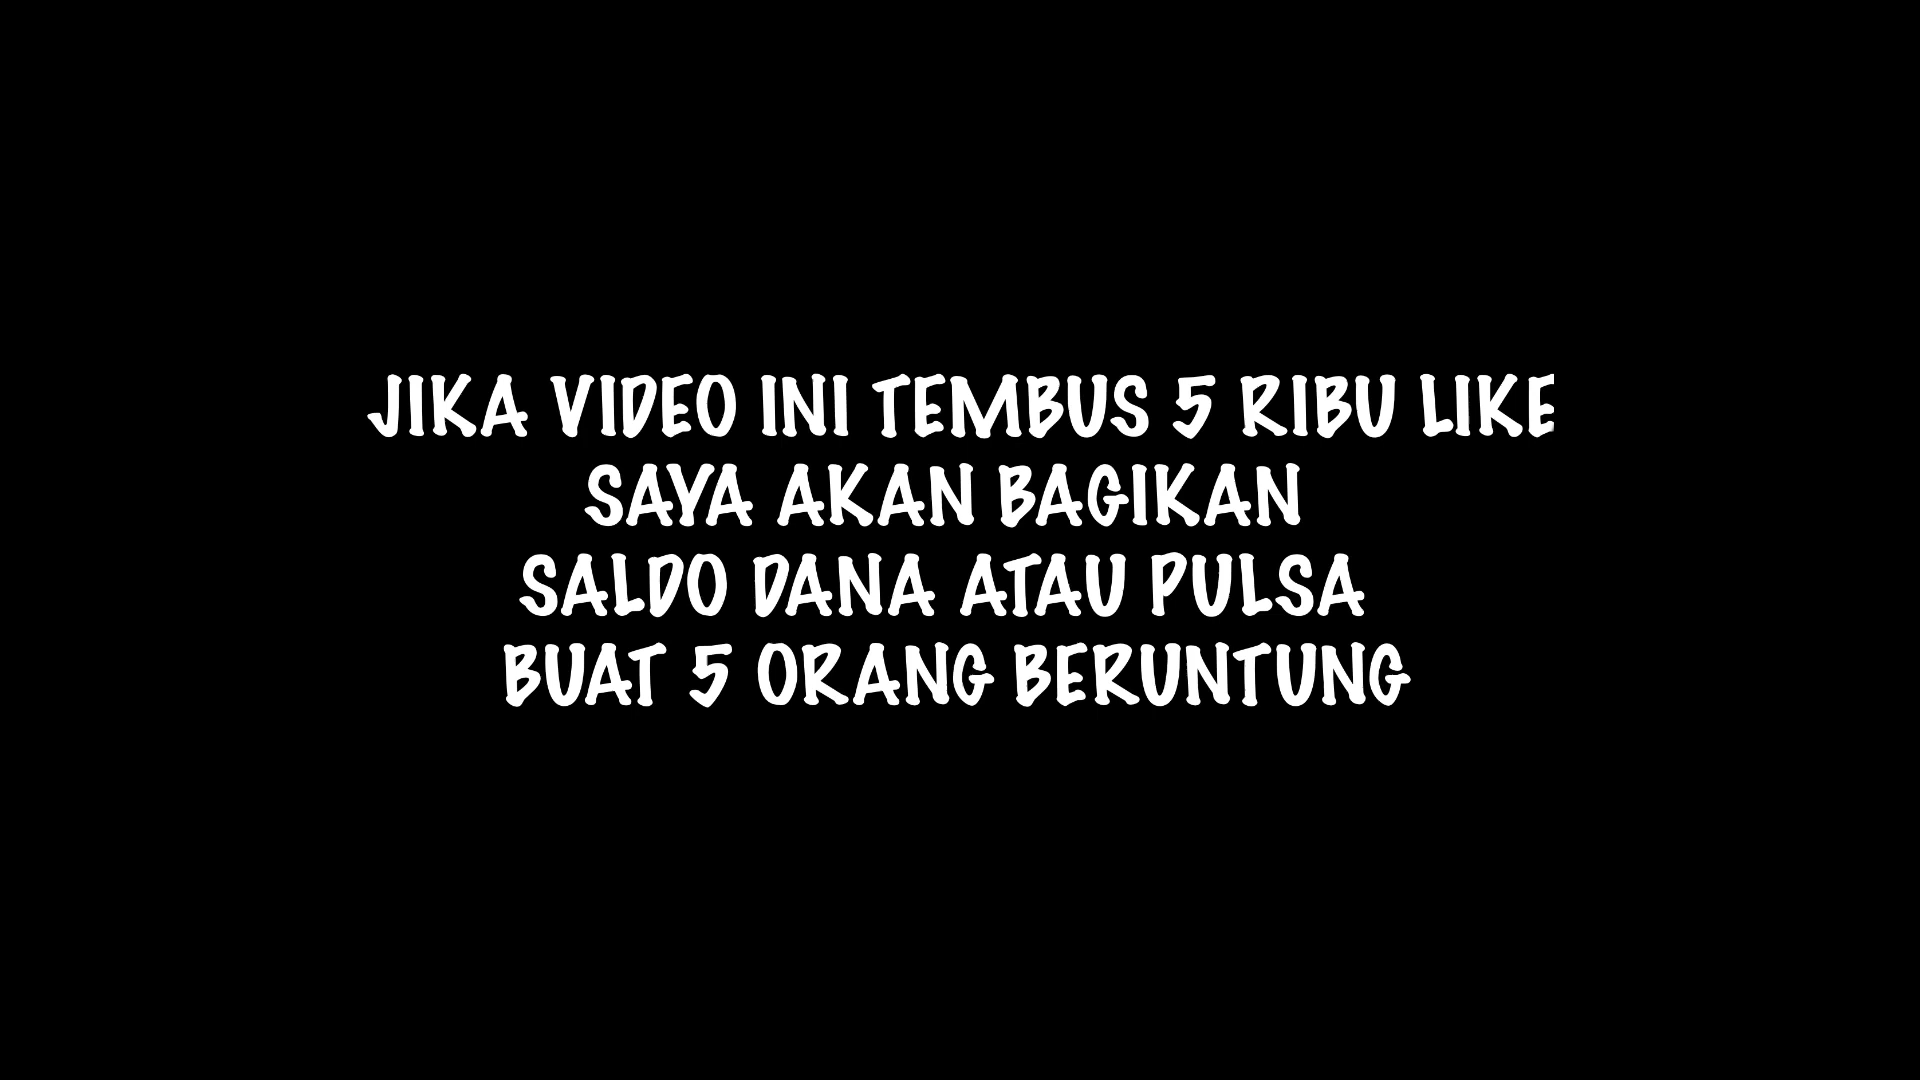 JIKA VIDEO INI TEMBUS 5 RIBU LIKE
SAYA AKAN BAGIKAN
SALDO DANA ATAU PULSA
BUAT 5 ORANG BERUNTUNG